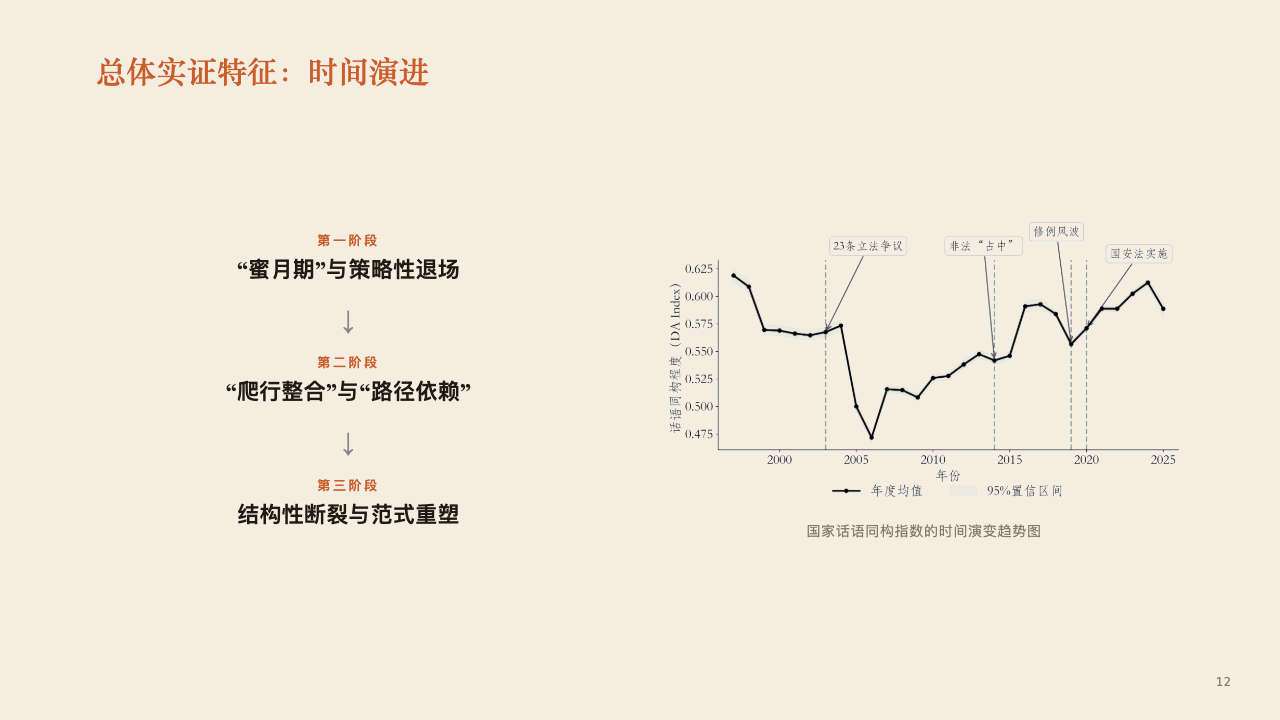 总体实证特征：时间演进
第一阶段
“蜜月期”与策略性退场
↓
第二阶段
“爬行整合”与“路径依赖”
↓
第三阶段
结构性断裂与范式重塑
23条立法争议
非法“占中”
修例风波
国安法实施
话语同构程度（DA Index）
0.625
0.600
0.575
0.550
0.525
0.500
0.475
2000 2005 2010 2015 2020 2025
年份
年度均值 95%置信区间
国家话语同构指数的时间演变趋势图
12